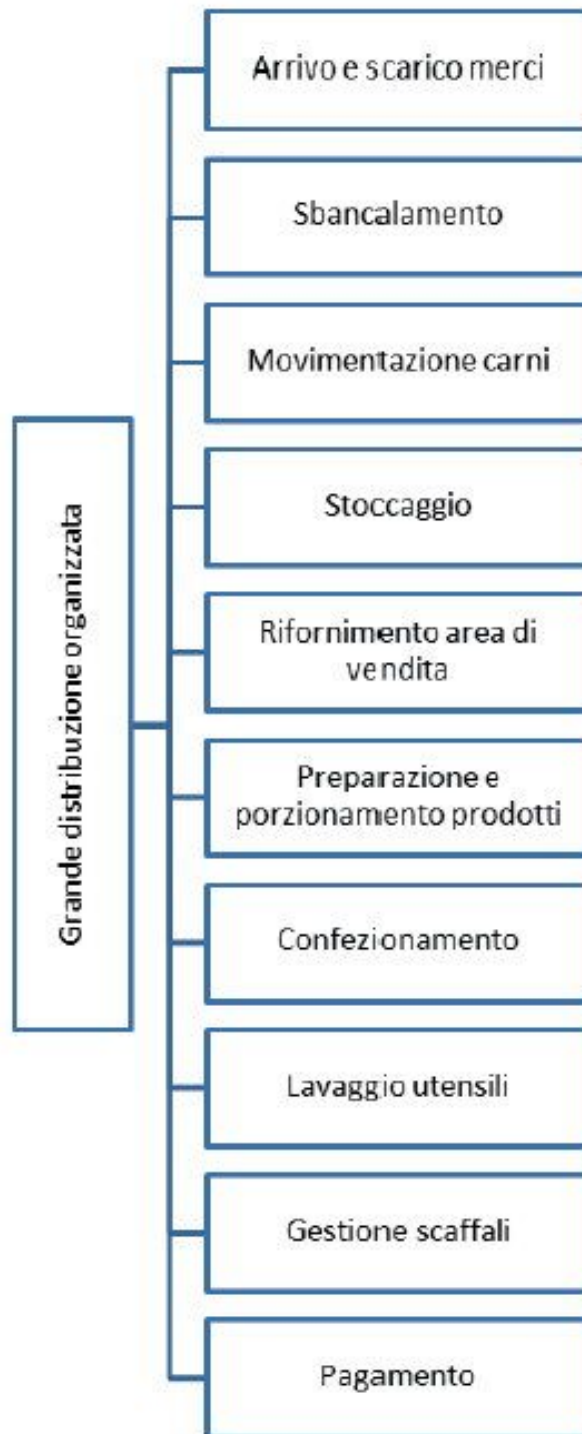 Grande distribuzione organizzata
Arrivo e scarico merci
Sbancalamento
Movimentazione carni
Stoccaggio
Rifornimento area di
vendita
Preparazione e
porzionamento prodotti
Confezionamento
Lavaggio utensili
Gestione scaffali
Pagamento